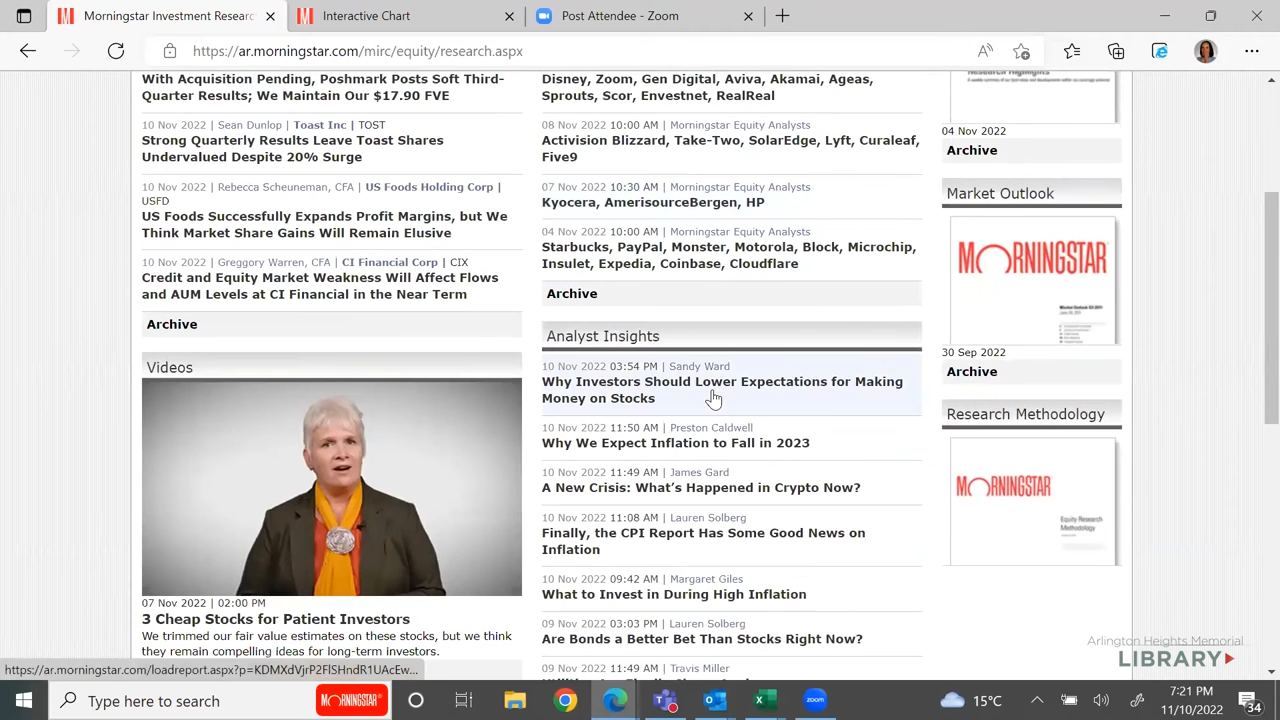 Morningstar Investment Researc
Interactive Chart
Post Attendee - Zoom
https://ar.morningstar.com/mirc/equity/research.aspx
With Acquisition Pending, Poshmark Posts Soft Third-
Quarter Results; We Maintain Our $17.90 FVE
10 Nov 2022 | Sean Dunlop | Toast Inc | TOST
Strong Quarterly Results Leave Toast Shares
Undervalued Despite 20% Surge
10 Nov 2022 | Rebecca Scheuneman, CFA | US Foods Holding Corp |
USFD
US Foods Successfully Expands Profit Margins, but We
Think Market Share Gains Will Remain Elusive
10 Nov 2022 | Greggory Warren, CFA | CI Financial Corp | CIX
Credit and Equity Market Weakness Will Affect Flows
and AUM Levels at CI Financial in the Near Term
Archive
Videos
07 Nov 2022 | 02:00 PM
3 Cheap Stocks for Patient Investors
We trimmed our fair value estimates on these stocks, but we think
they remain compelling ideas for long-term investors.
Disney, Zoom, Gen Digital, Aviva, Akamai, Ageas,
Sprouts, Scor, Envestnet, RealReal
08 Nov 2022 10:00 AM | Morningstar Equity Analysts
Activision Blizzard, Take-Two, SolarEdge, Lyft, Curaleaf,
Five9
07 Nov 2022 10:30 AM | Morningstar Equity Analysts
Kyocera, AmerisourceBergen, HP
04 Nov 2022 10:00 AM | Morningstar Equity Analysts
Starbucks, PayPal, Monster, Motorola, Block, Microchip,
Insulet, Expedia, Coinbase, Cloudflare
Archive
Analyst Insights
10 Nov 2022 03:54 PM | Sandy Ward
Why Investors Should Lower Expectations for Making
Money on Stocks
10 Nov 2022 11:50 AM | Preston Caldwell
Why We Expect Inflation to Fall in 2023
10 Nov 2022 11:49 AM | James Gard
A New Crisis: What's Happened in Crypto Now?
10 Nov 2022 11:08 AM | Lauren Solberg
Finally, the CPI Report Has Some Good News on
Inflation
10 Nov 2022 09:42 AM | Margaret Giles
What to Invest in During High Inflation
09 Nov 2022 03:03 PM | Lauren Solberg
Are Bonds a Better Bet Than Stocks Right Now?
09 Nov 2022 11:49 AM | Travis Miller
04 Nov 2022
Archive
Market Outlook
MORNINGSTAR
30 Sep 2022
Archive
Research Methodology
MORNINGSTAR
Equity Research
Methodology
Arlington Heights Memorial
LIBRARY
https://ar.morningstar.com/loadreport.aspx?p=KDMXdVjrP2FlSHndR1UAcEw...
Type here to search
MORNINGSTAR
zoom
15°C
7:21 PM
11/10/2022
34